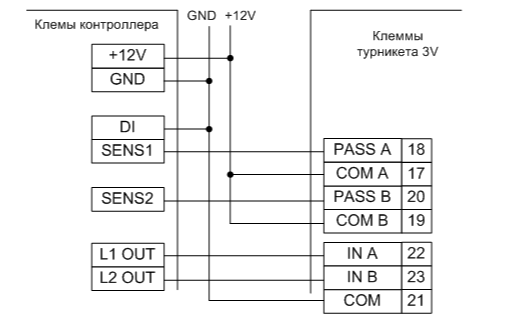 Клемы контроллера
GND +12V
Клеммы
турникета 3V
+12V
GND
DI
SENS1
SENS2
L1 OUT
L2 OUT
PASS A 18
COM A 17
PASS B 20
COM B 19
IN A 22
IN B 23
COM 21